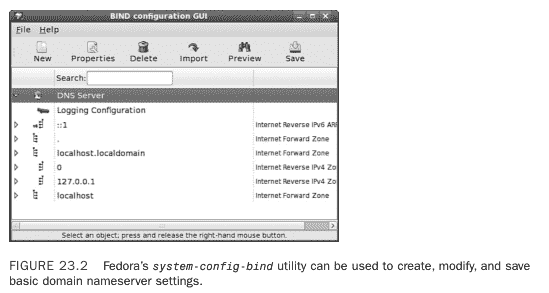 BIND configuration GUI
File Help
New Properties Delete Import Preview Save
Search:
DNS Server
Logging Configuration
::1 Internet Reverse IPv6 AR
. Internet Forward Zone
localhost.localdomain Internet Forward Zone
0 Internet Reverse IPv4 Zo
127.0.0.1 Internet Reverse IPv4 Zo
localhost Internet Forward Zone
Select an object; press and release the right-hand mouse button.
FIGURE 23.2 Fedora's system-config-bind utility can be used to create, modify, and save
basic domain nameserver settings.